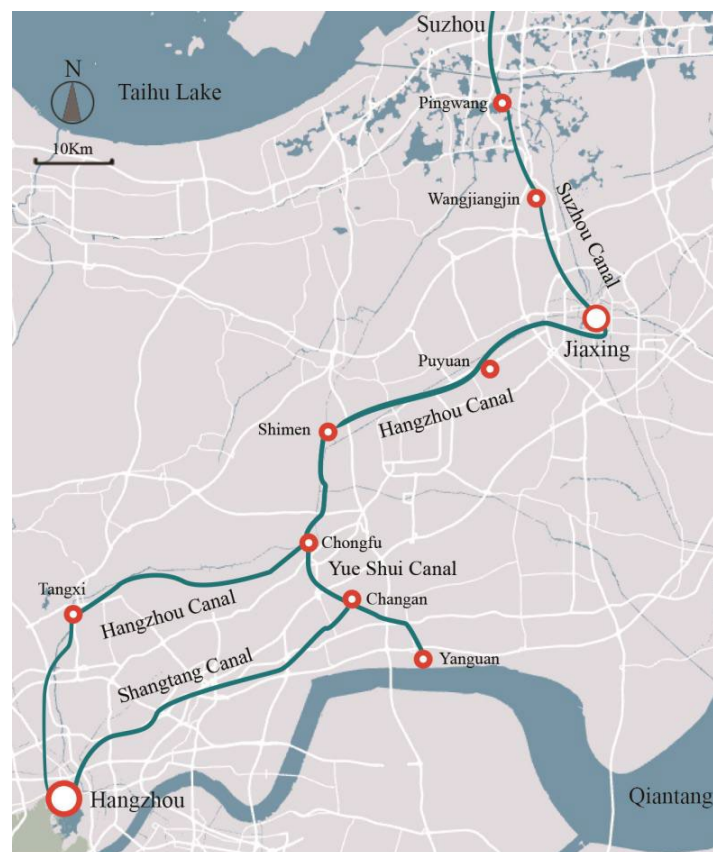 Suzhou
N
Taihu Lake
Pingwang
10Km
Wangjiangjin
Suzhou Canal
Jiaxing
Puyuan
Hangzhou Canal
Shimen
Chongfu
Yue Shui Canal
Tangxi
Changan
Hangzhou Canal
Shangtang Canal
Yanguan
Hangzhou
Qiantang